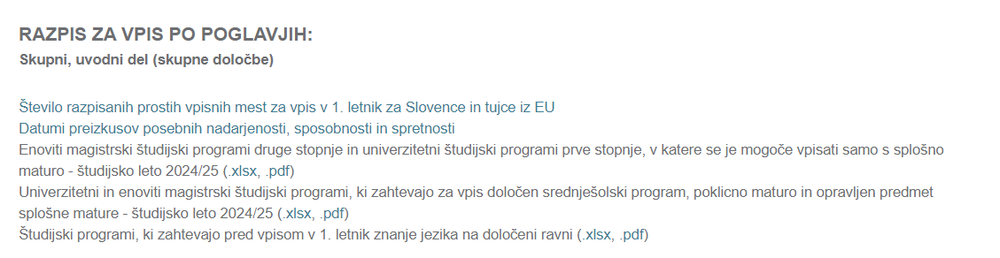 RAZPIS ZA VPIS PO POGLAVJIH:
Skupni, uvodni del (skupne določbe)
Število razpisanih prostih vpisnih mest za vpis v 1. letnik za Slovence in tujce iz EU
Datumi preizkusov posebnih nadarjenosti, sposobnosti in spretnosti
Enoviti magistrski študijski programi druge stopnje in univerzitetni študijski programi prve stopnje, v katere se je mogoče vpisati samo s splošno
maturo - študijsko leto 2024/25 (.xlsx, .pdf)
Univerzitetni in enoviti magistrski študijski programi, ki zahtevajo za vpis določen srednješolski program, poklicno maturo in opravljen predmet
splošne mature - študijsko leto 2024/25 (.xlsx, .pdf)
Študijski programi, ki zahtevajo pred vpisom v 1. letnik znanje jezika na določeni ravni (.xlsx, .pdf)